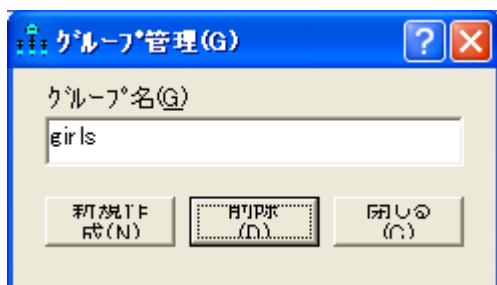 ｸﾞﾙｰﾌﾟ管理(G)
ｸﾞﾙｰﾌﾟ名(G)
girls
新規作
成(N)
削除
(D)
閉じる
(C)